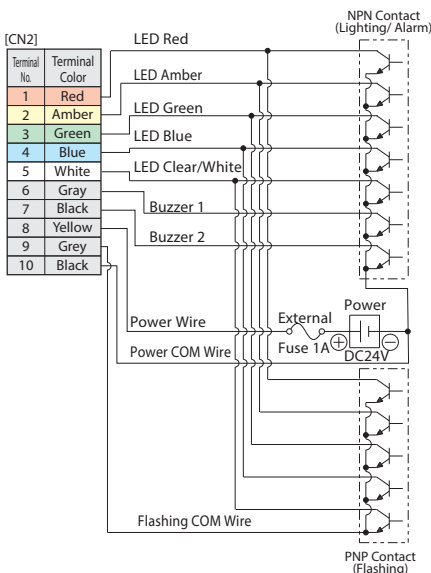 NPN Contact
(Lighting/ Alarm)
[CN2]
Terminal No. Terminal Color
1 Red
2 Amber
3 Green
4 Blue
5 White
6 Gray
7 Black
8 Yellow
9 Grey
10 Black
LED Red
LED Amber
LED Green
LED Blue
LED Clear/White
Buzzer 1
Buzzer 2
Power Wire
External
Fuse 1A
Power
+ −
DC24V
Power COM Wire
Flashing COM Wire
PNP Contact
(Flashing)